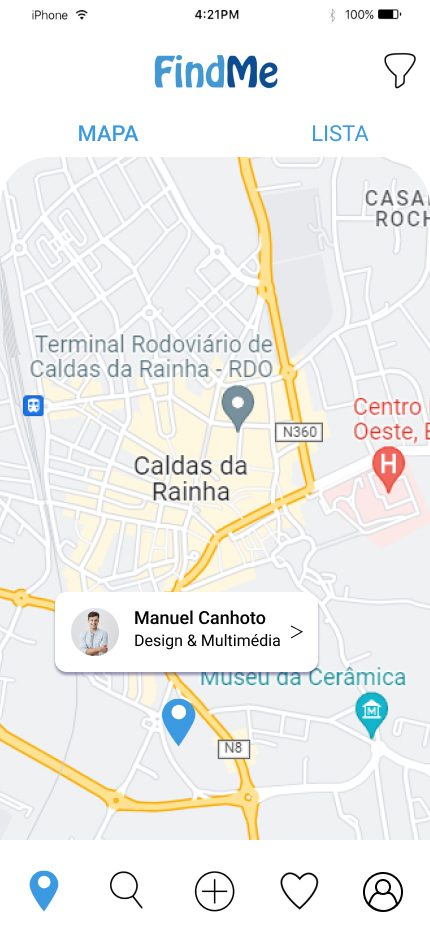 iPhone
4:21PM
100%
FindMe
MAPA
LISTA
CASA
ROCH
Terminal Rodoviário de
Caldas da Rainha - RDO
Centro
Oeste, E
N360
H
Caldas da
Rainha
Manuel Canhoto
Design & Multimédia
Museu da Cerâmica
M
N8